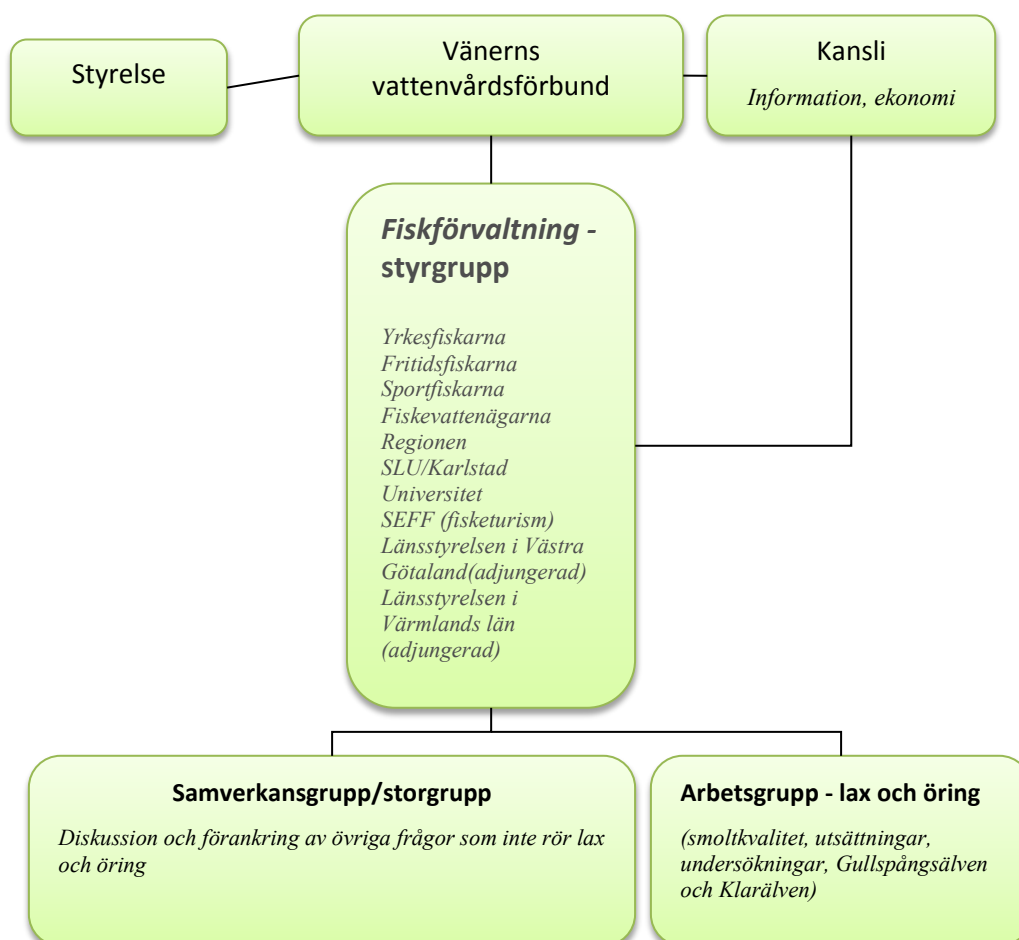 Styrelse
Vänerns
vattenvårdsförbund
Kansli
Information, ekonomi
Fiskförvaltning -
styrgrupp
Yrkesfiskarna
Fritidsfiskarna
Sportfiskarna
Fiskevattenägarna
Regionen
SLU/Karlstad
Universitet
SEFF (fisketurism)
Länsstyrelsen i Västra
Götaland(adjungerad)
Länsstyrelsen i
Värmlands län
(adjungerad)
Samverkansgrupp/storgrupp
Diskussion och förankring av övriga frågor som inte rör lax
och öring
Arbetsgrupp - lax och öring
(smoltkvalitet, utsättningar,
undersökningar, Gullspångsälven
och Klarälven)